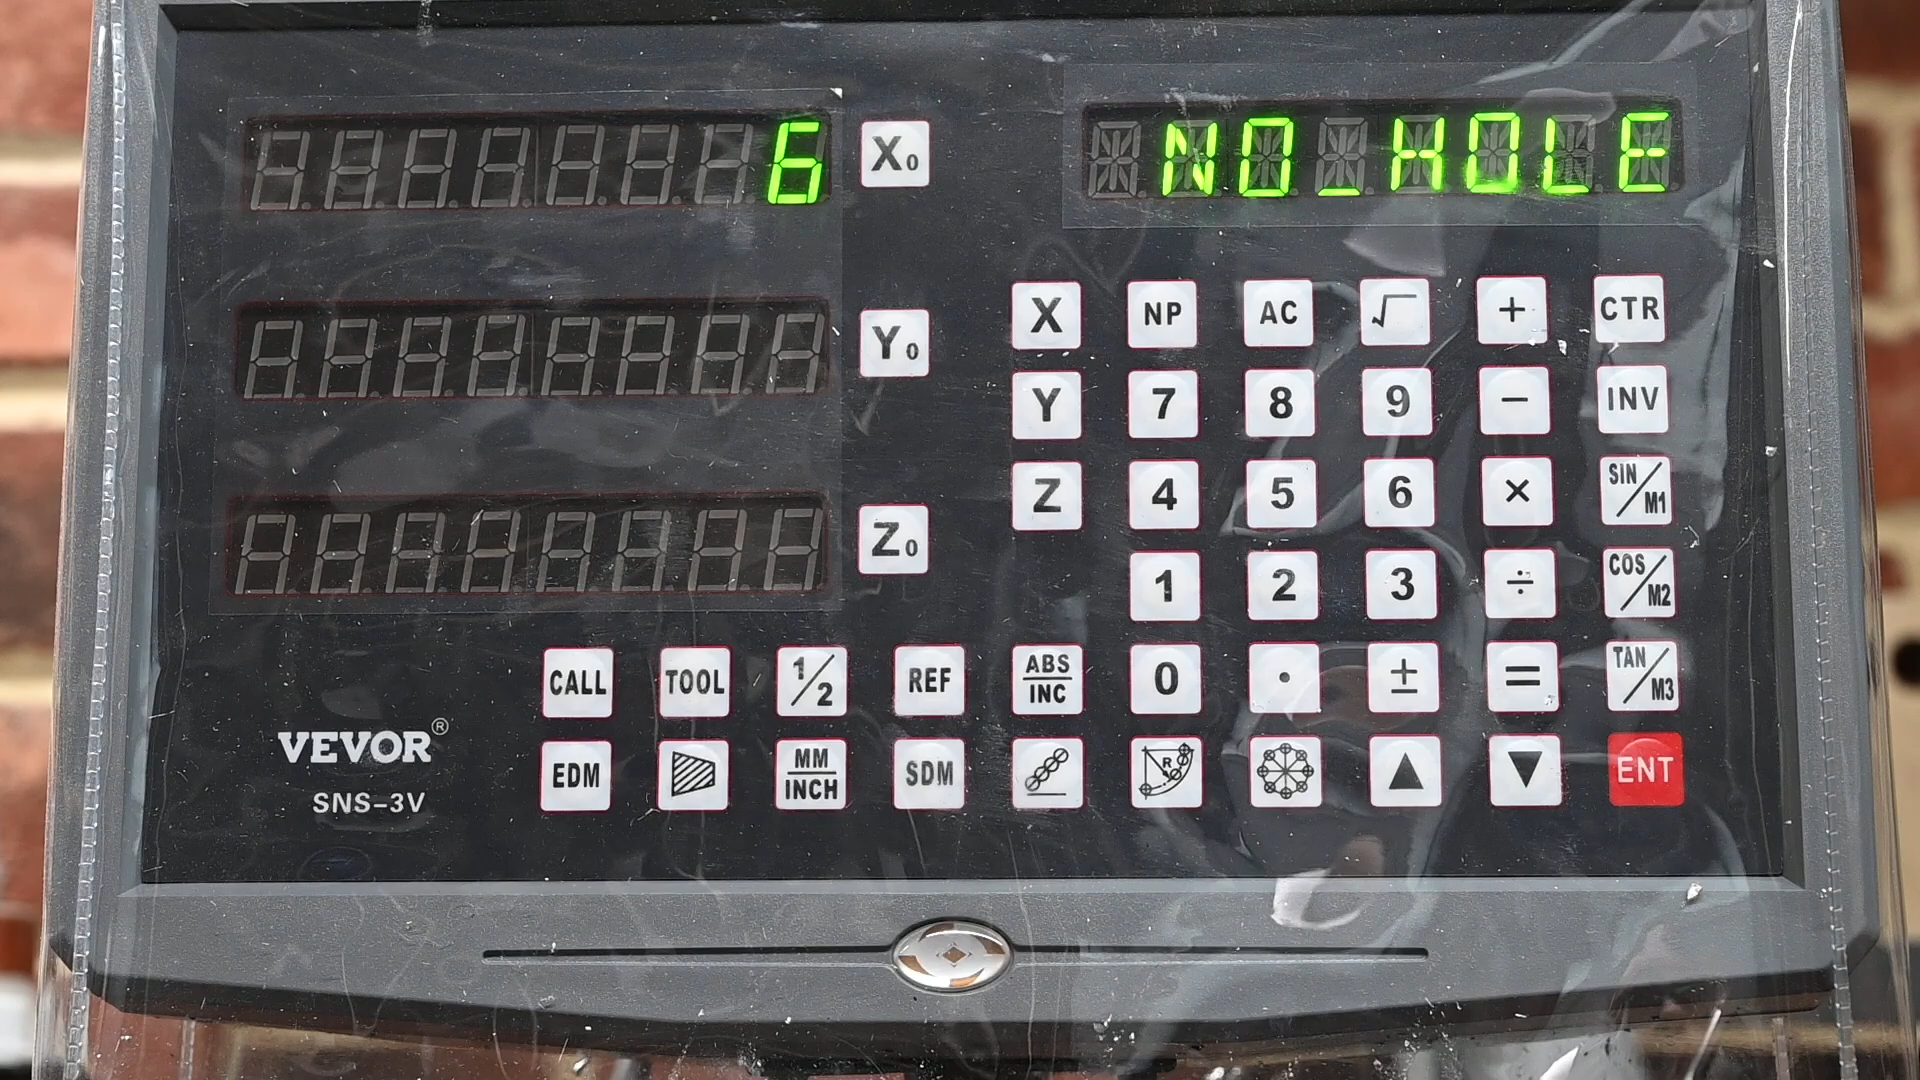 6 X0 NO_HOLE
Y0 X NP AC √ + CTR
Y 7 8 9 − INV
Z0 Z 4 5 6 × SIN/M1
1 2 3 ÷ COS/M2
CALL TOOL 1/2 REF ABS/INC 0 . ± = TAN/M3
VEVOR®
SNS-3V
EDM MM/INCH SDM R ▲ ▼ ENT